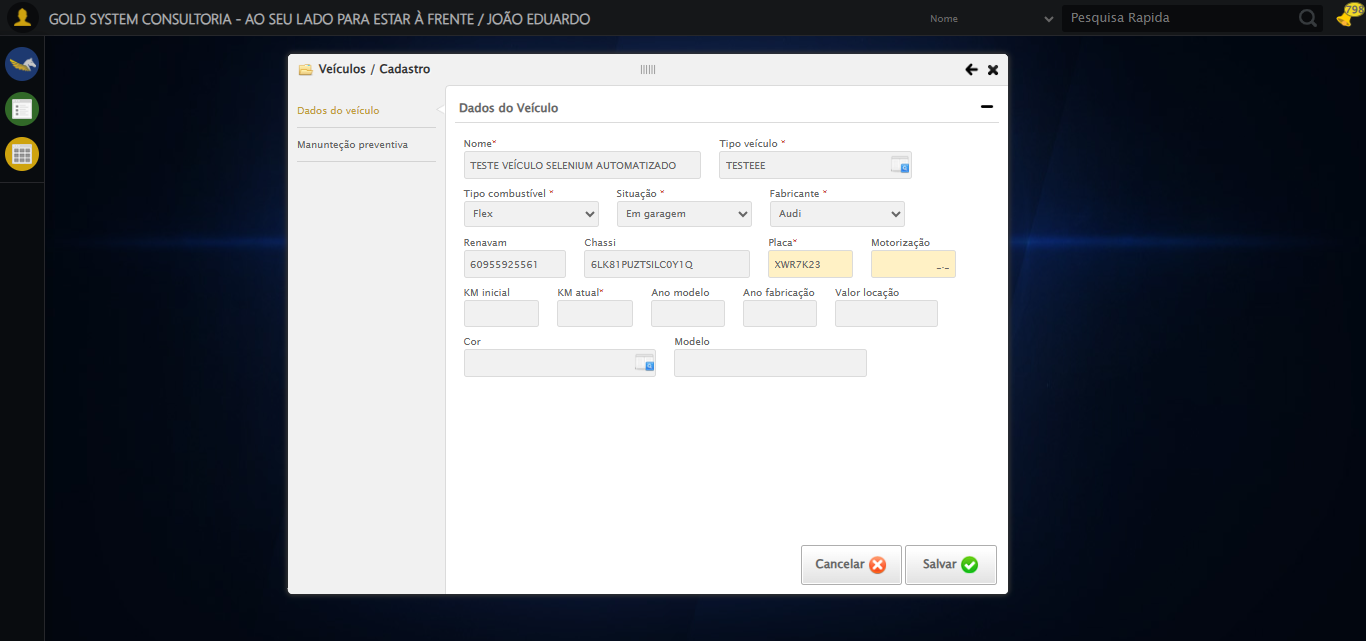 GOLD SYSTEM CONSULTORIA - AO SEU LADO PARA ESTAR À FRENTE / JOÃO EDUARDO
Nome
Pesquisa Rapida
798
Veículos / Cadastro
Dados do veículo
Manunteção preventiva
Dados do Veículo
Nome* Tipo veículo *
TESTE VEÍCULO SELENIUM AUTOMATIZADO TESTEEE
Tipo combustível * Situação * Fabricante *
Flex Em garagem Audi
Renavam Chassi Placa* Motorização
60955925561 6LK81PUZTSILC0Y1Q XWR7K23 _._
KM inicial KM atual* Ano modelo Ano fabricação Valor locação
Cor Modelo
Cancelar Salvar